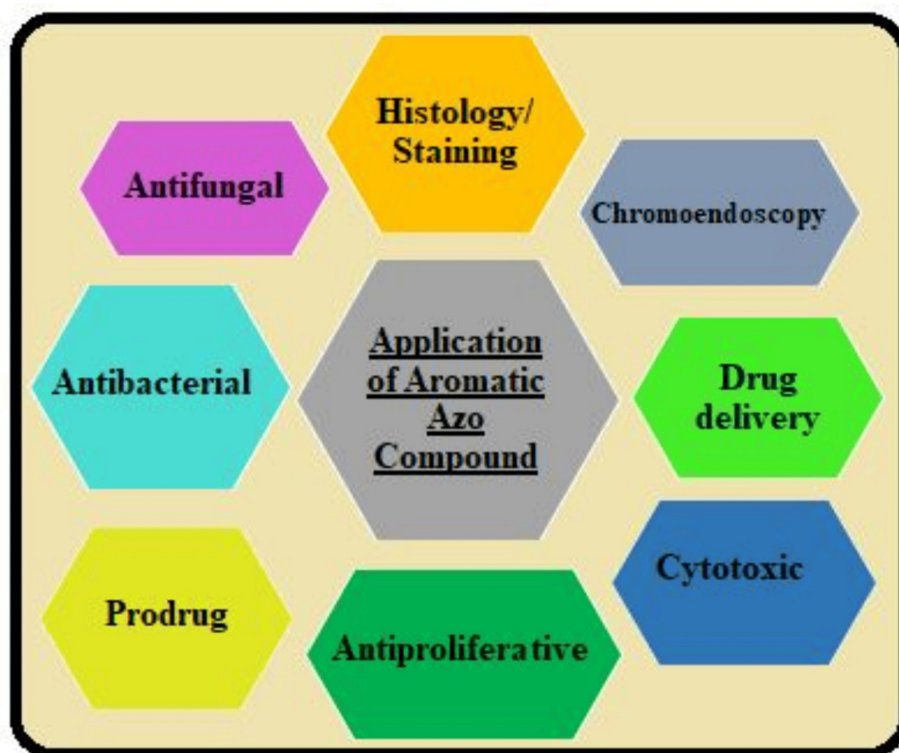 Histology/
Staining
Antifungal
Chromoendoscopy
Antibacterial
Application
of Aromatic
Azo
Compound
Drug
delivery
Prodrug
Antiproliferative
Cytotoxic